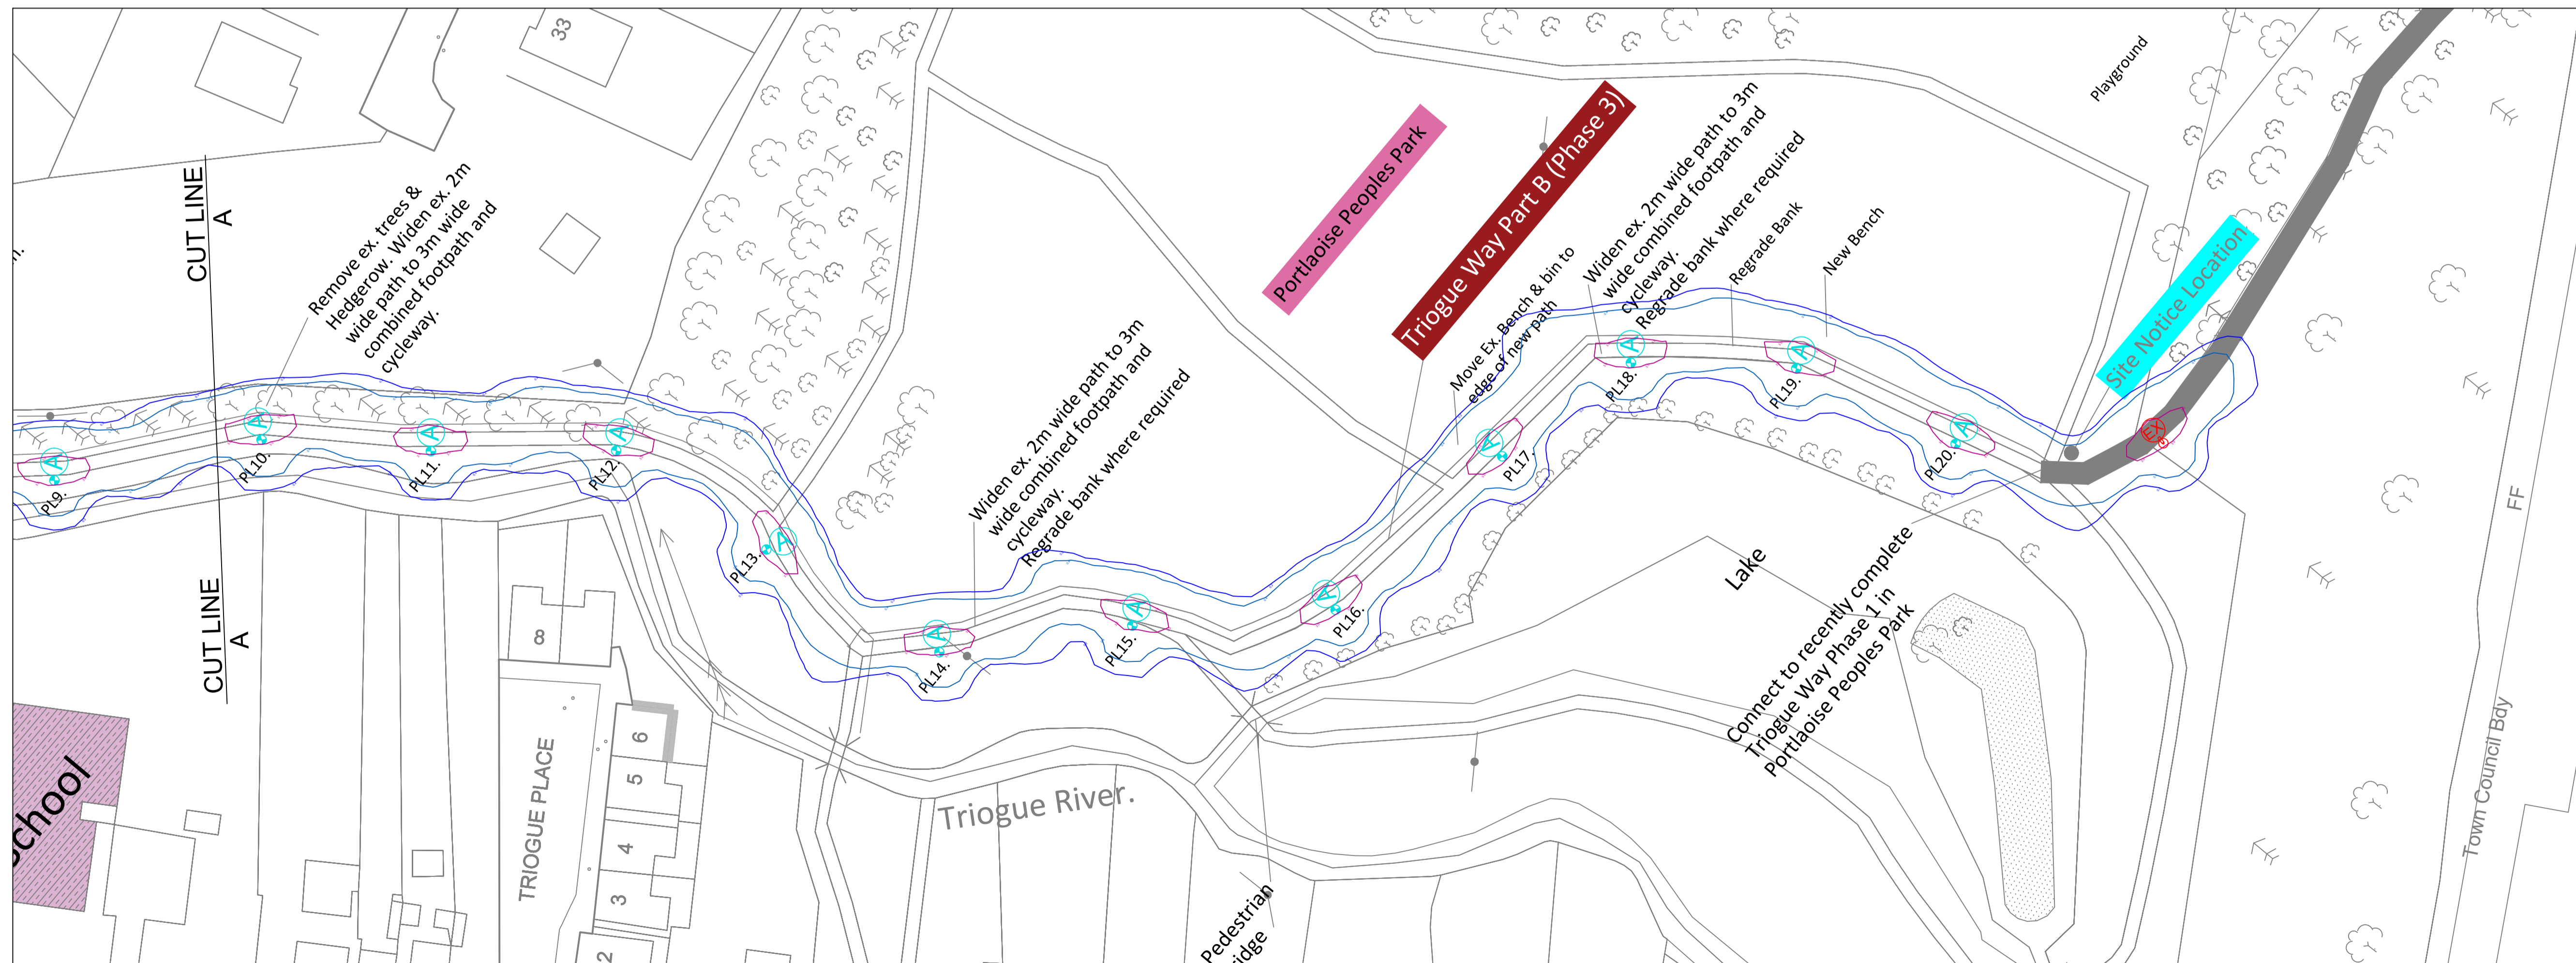 33
Playground
CUT LINE
A
Remove ex. trees &
Hedgerow. Widen ex. 2m
wide path to 3m wide
combined footpath and
cycleway.
Portlaoise Peoples Park
Triogue Way Part B (Phase 3)
Widen ex. 2m wide path to 3m
wide combined footpath and
cycleway.
Regrade bank where required
Regrade Bank
New Bench
Site Notice Location
Move Ex. Bench & bin to
edge of new path
Widen ex. 2m wide path to 3m
wide combined footpath and
cycleway.
Regrade bank where required
A
PL9.
A
PL10.
A
PL11.
A
PL12.
A
PL13.
A
PL14.
A
PL15.
A
PL16.
A
PL17.
A
PL18.
A
PL19.
A
PL20.
EX
FF
CUT LINE
A
8
Lake
Connect to recently complete
Triogue Way Phase 1 in
Portlaoise Peoples Park
School
TRIOGUE PLACE
6
5
4
3
2
Triogue River.
Pedestrian
Town Council Bdy